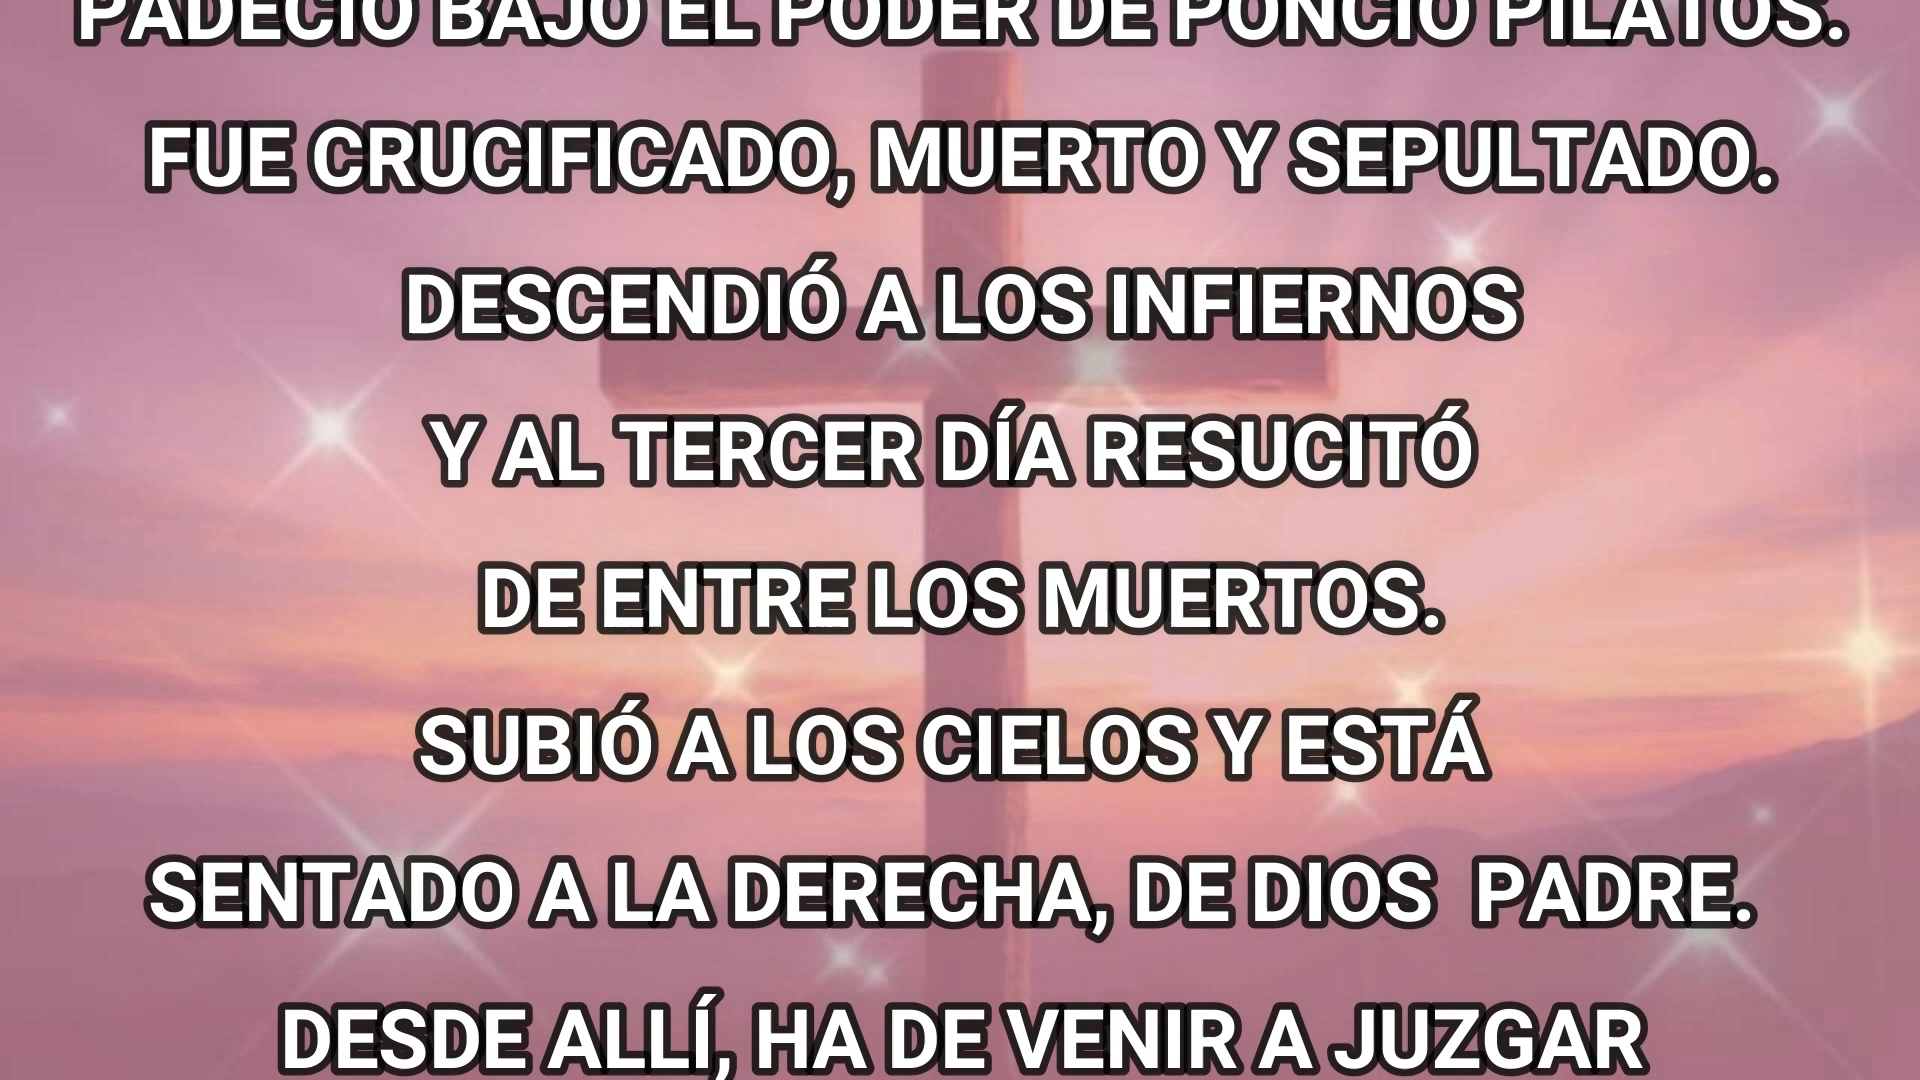 PADECIÓ BAJO EL PODER DE PONCIO PILATOS.
FUE CRUCIFICADO, MUERTO Y SEPULTADO.
DESCENDIÓ A LOS INFIERNOS
Y AL TERCER DÍA RESUCITÓ
DE ENTRE LOS MUERTOS.
SUBIÓ A LOS CIELOS Y ESTÁ
SENTADO A LA DERECHA, DE DIOS  PADRE.
DESDE ALLÍ, HA DE VENIR A JUZGAR